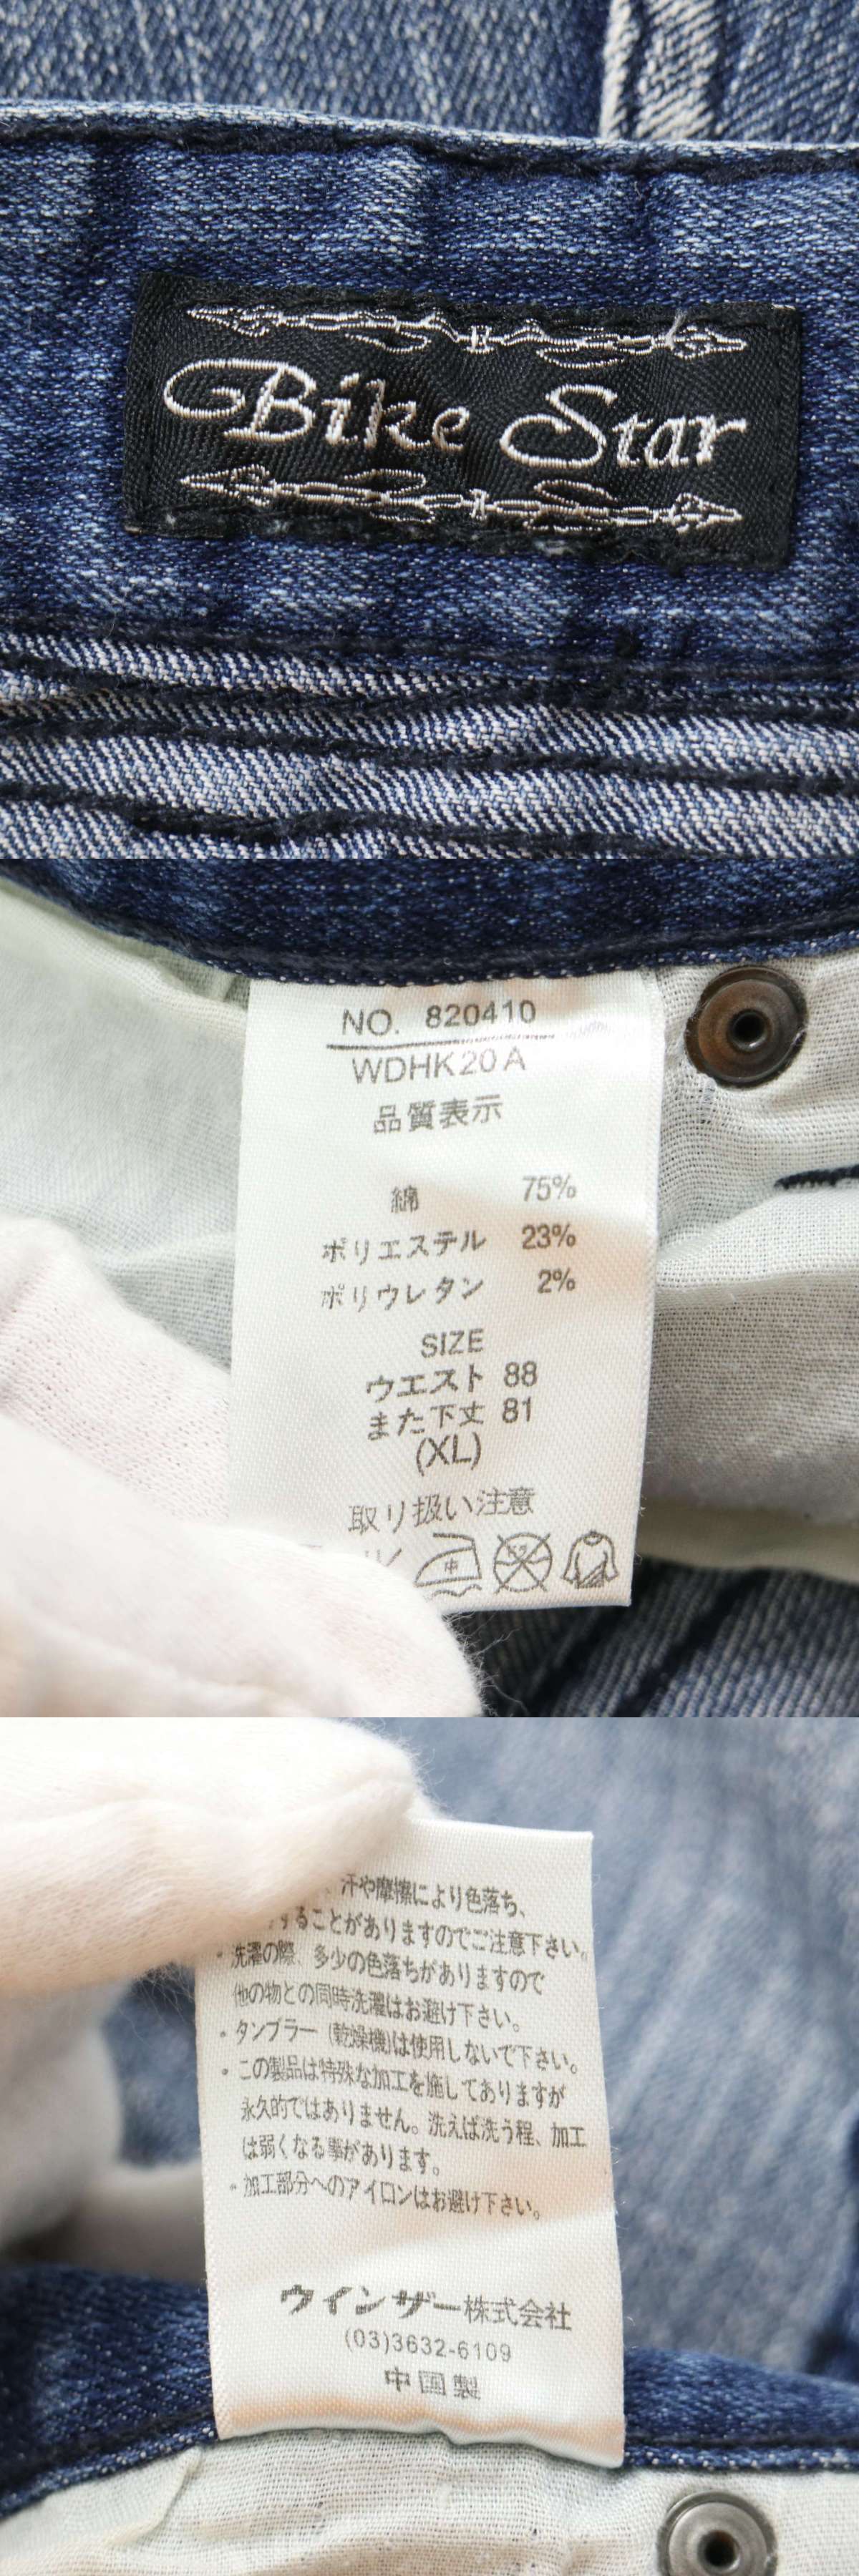 Bike Star
NO. 820410
WDHK20A
品質表示
綿 75%
ポリエステル 23%
ポリウレタン 2%
SIZE
ウエスト 88
また下丈 81
(XL)
取り扱い注意
中
汗や摩擦により色落ち、
することがありますのでご注意下さい。
・洗濯の際、多少の色落ちがありますので
他の物との同時洗濯はお避け下さい。
・タンブラー(乾燥機)は使用しないで下さい。
・この製品は特殊な加工を施してありますが
永久的ではありません。洗えば洗う程、加工
は弱くなる事があります。
・加工部分へのアイロンはお避け下さい。
ウインザー株式会社
(03)3632-6109
中国製